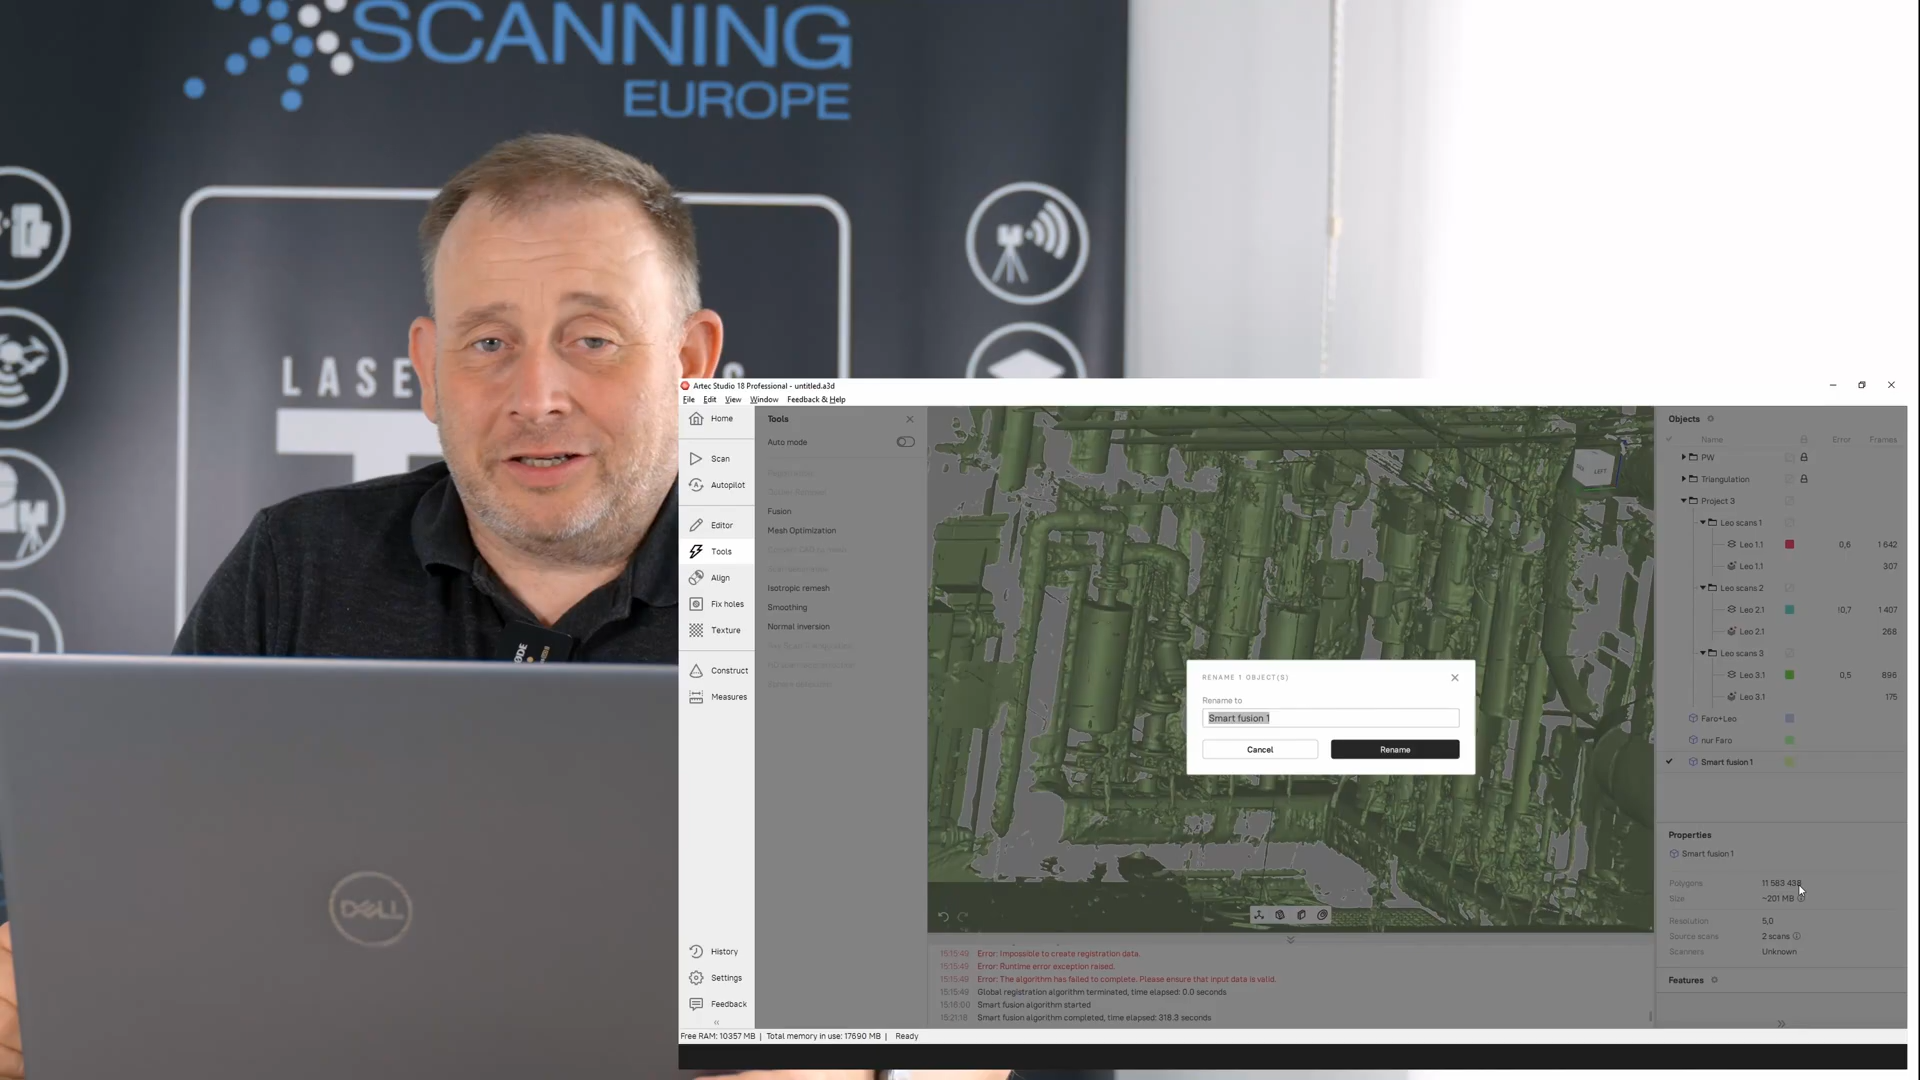 SCANNING
EUROPE
LASE
S
DELL
Artec Studio 18 Professional - untitled.a3d
File Edit View Window Feedback & Help
Home
Scan
Autopilot
Editor
Tools
Align
Fix holes
Texture
Construct
Measures
History
Settings
Feedback
Tools
Auto mode
Fusion
Mesh Optimization
Isotropic remesh
Smoothing
Normal inversion
LEFT
RENAME 1 OBJECT(S)
Rename to
Smart fusion 1
Cancel Rename
Objects
Name Error Frames
PW
Triangulation
Project 3
Leo scans 1
Leo 1.1 0,6 1 642
Leo 1.1 307
Leo scans 2
Leo 2.1 !0,7 1 407
Leo 2.1 268
Leo scans 3
Leo 3.1 0,5 896
Leo 3.1 175
Faro+Leo
nur Faro
Smart fusion 1
Properties
Smart fusion 1
Polygons 11 583 438
Size ~201 MB
Resolution 5,0
Source scans 2 scans
Scanners Unknown
Features
15:15:49 Error: Impossible to create registration data.
15:15:49 Error: Runtime error exception raised.
15:15:49 Error: The algorithm has failed to complete. Please ensure that input data is valid.
15:15:49 Global registration algorithm terminated, time elapsed: 0.0 seconds
15:16:00 Smart fusion algorithm started
15:21:18 Smart fusion algorithm completed, time elapsed: 318.3 seconds
Free RAM: 10357 MB | Total memory in use: 17690 MB | Ready